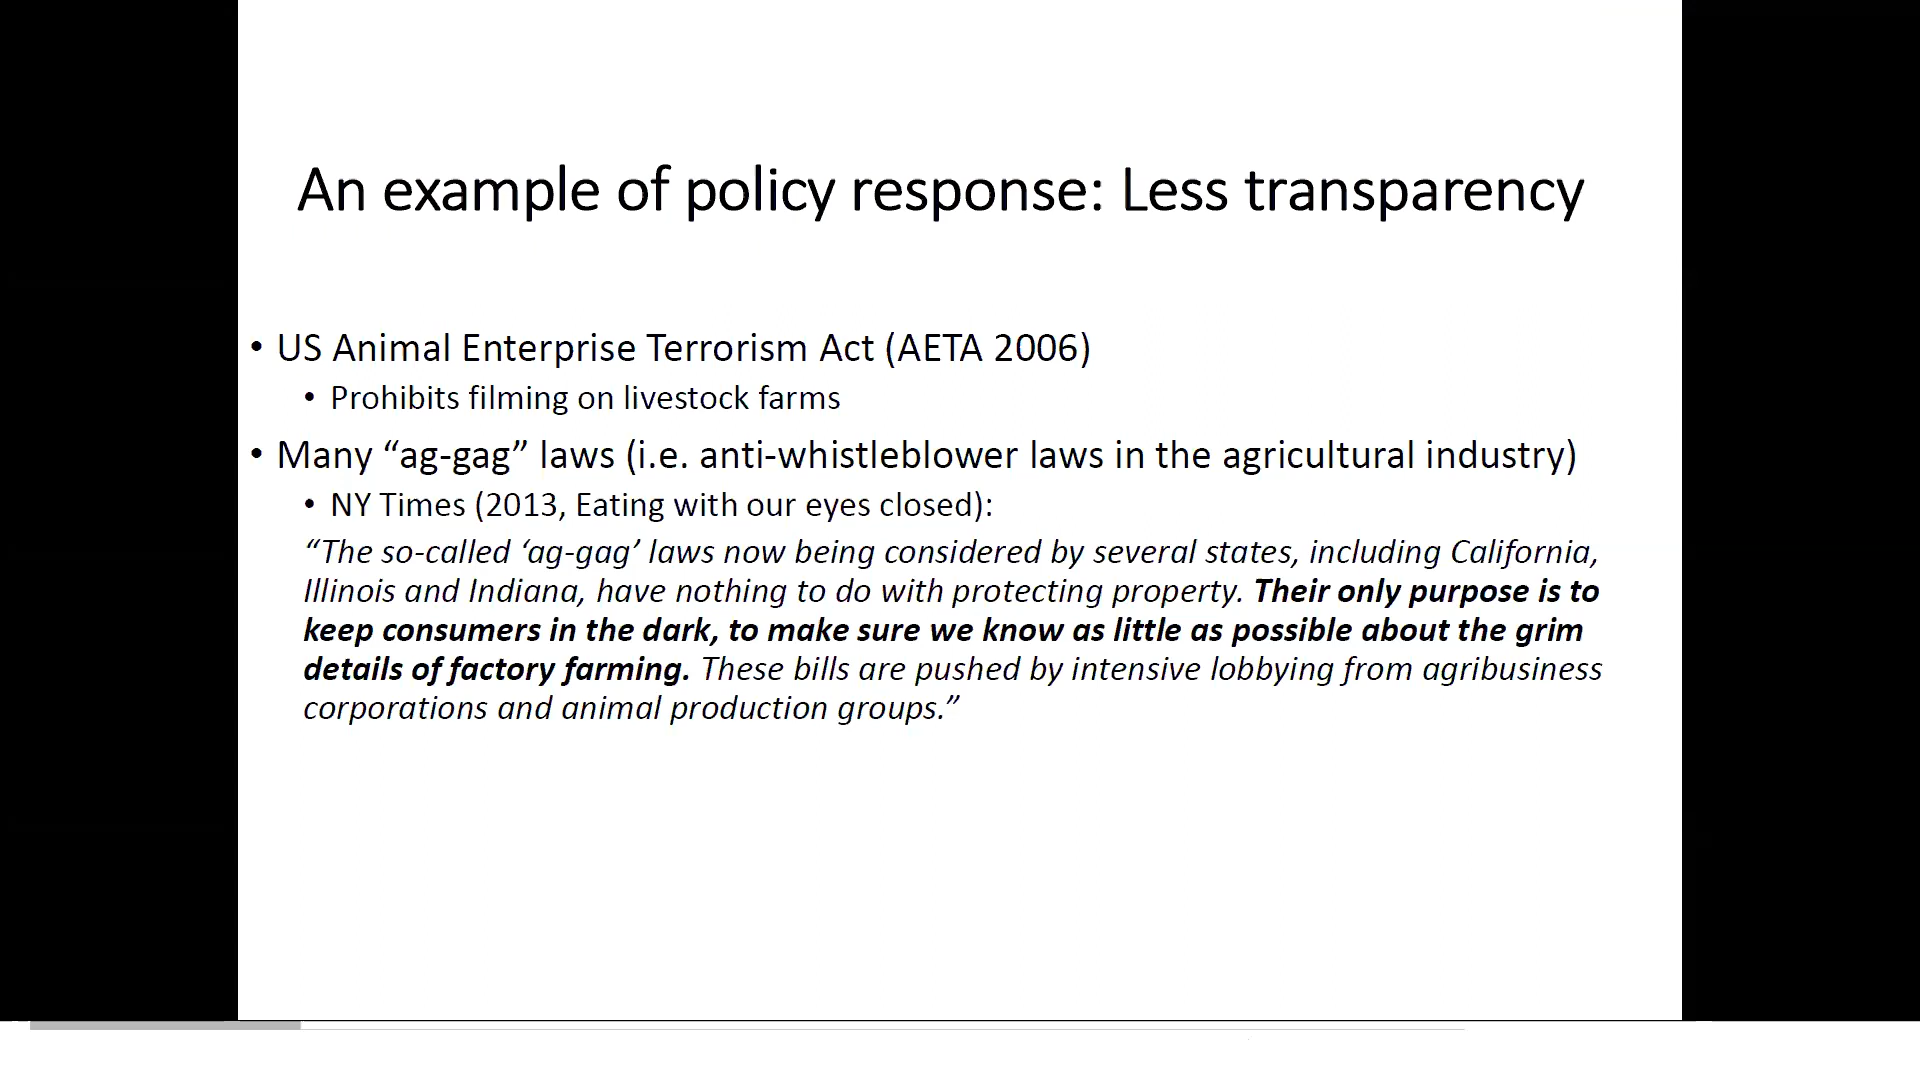 An example of policy response: Less transparency
• US Animal Enterprise Terrorism Act (AETA 2006)
• Prohibits filming on livestock farms
• Many “ag-gag” laws (i.e. anti-whistleblower laws in the agricultural industry)
• NY Times (2013, Eating with our eyes closed):
“The so-called ‘ag-gag’ laws now being considered by several states, including California,
Illinois and Indiana, have nothing to do with protecting property. Their only purpose is to
keep consumers in the dark, to make sure we know as little as possible about the grim
details of factory farming. These bills are pushed by intensive lobbying from agribusiness
corporations and animal production groups.”